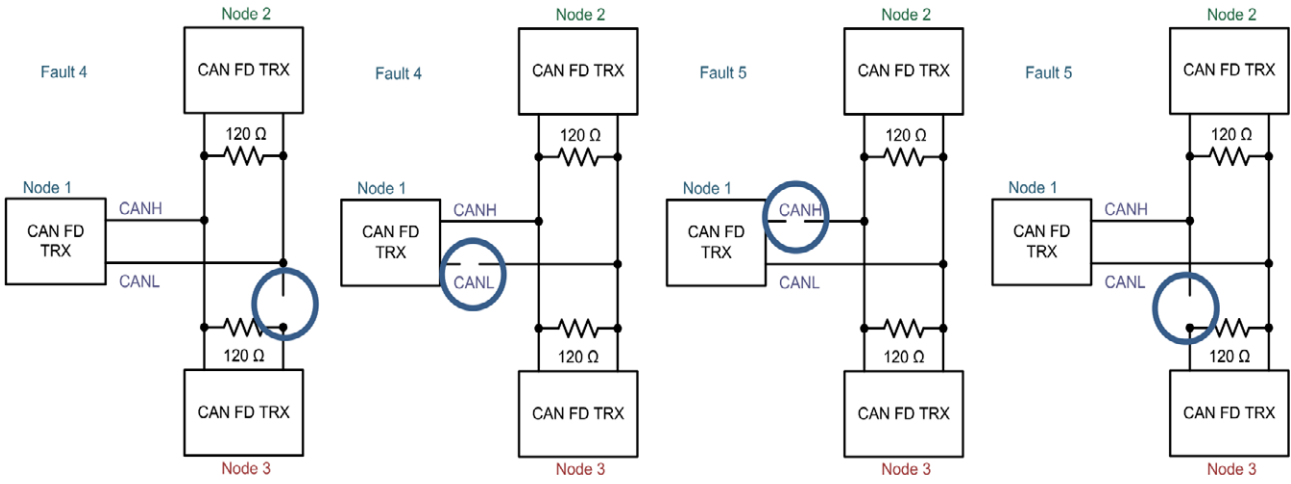 Node 2
CAN FD TRX
Fault 4
120 Ω
Node 1
CAN FD
TRX
CANH
CANL
120 Ω
CAN FD TRX
Node 3
Node 2
CAN FD TRX
Fault 4
120 Ω
Node 1
CAN FD
TRX
CANH
CANL
120 Ω
CAN FD TRX
Node 3
Node 2
CAN FD TRX
Fault 5
120 Ω
Node 1
CAN FD
TRX
CANH
CANL
120 Ω
CAN FD TRX
Node 3
Node 2
CAN FD TRX
Fault 5
120 Ω
Node 1
CAN FD
TRX
CANH
CANL
120 Ω
CAN FD TRX
Node 3